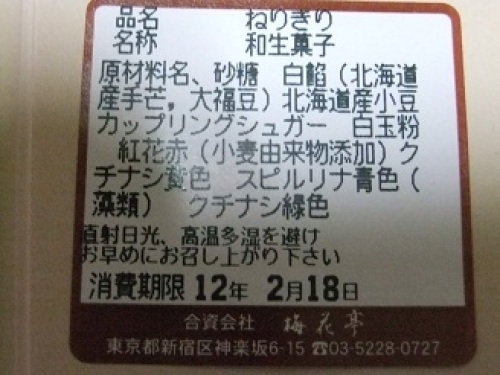 品名 ねりきり
名称 和生菓子
原材料名、砂糖 白餡(北海道
産手芒,大福豆)北海道産小豆
カップリングシュガー 白玉粉
紅花赤(小麦由来物添加)ク
チナシ黄色 スピルリナ青色(
藻類) クチナシ緑色
直射日光、高温多湿を避け
お早めにお召し上がり下さい
消費期限 12年 2月18日
合資会社 梅花亭
東京都新宿区神楽坂6-15 ☎03-5228-0727